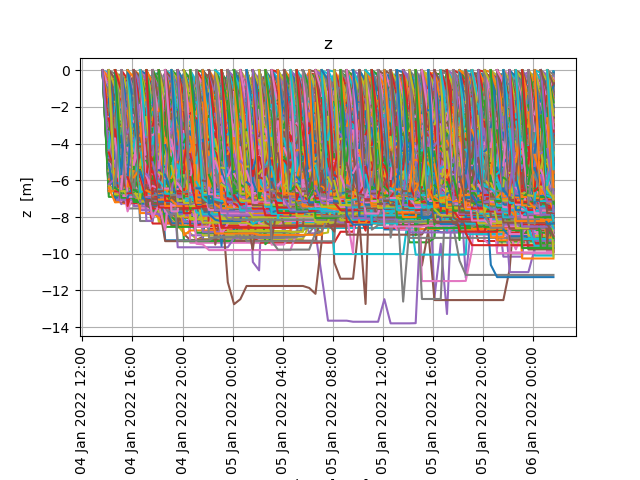 z
0
−2
−4
−6
−8
−10
−12
−14
z [m]
04 Jan 2022 12:00
04 Jan 2022 16:00
04 Jan 2022 20:00
05 Jan 2022 00:00
05 Jan 2022 04:00
05 Jan 2022 08:00
05 Jan 2022 12:00
05 Jan 2022 16:00
05 Jan 2022 20:00
06 Jan 2022 00:00